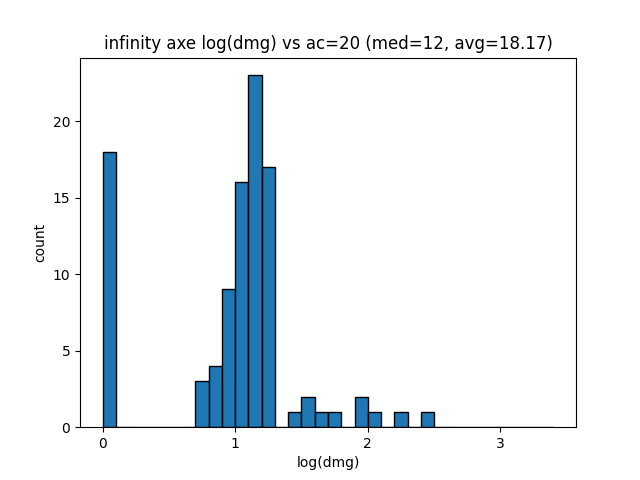 infinity axe log(dmg) vs ac=20 (med=12, avg=18.17)
20
15
10
5
0
count
0 1 2 3
log(dmg)